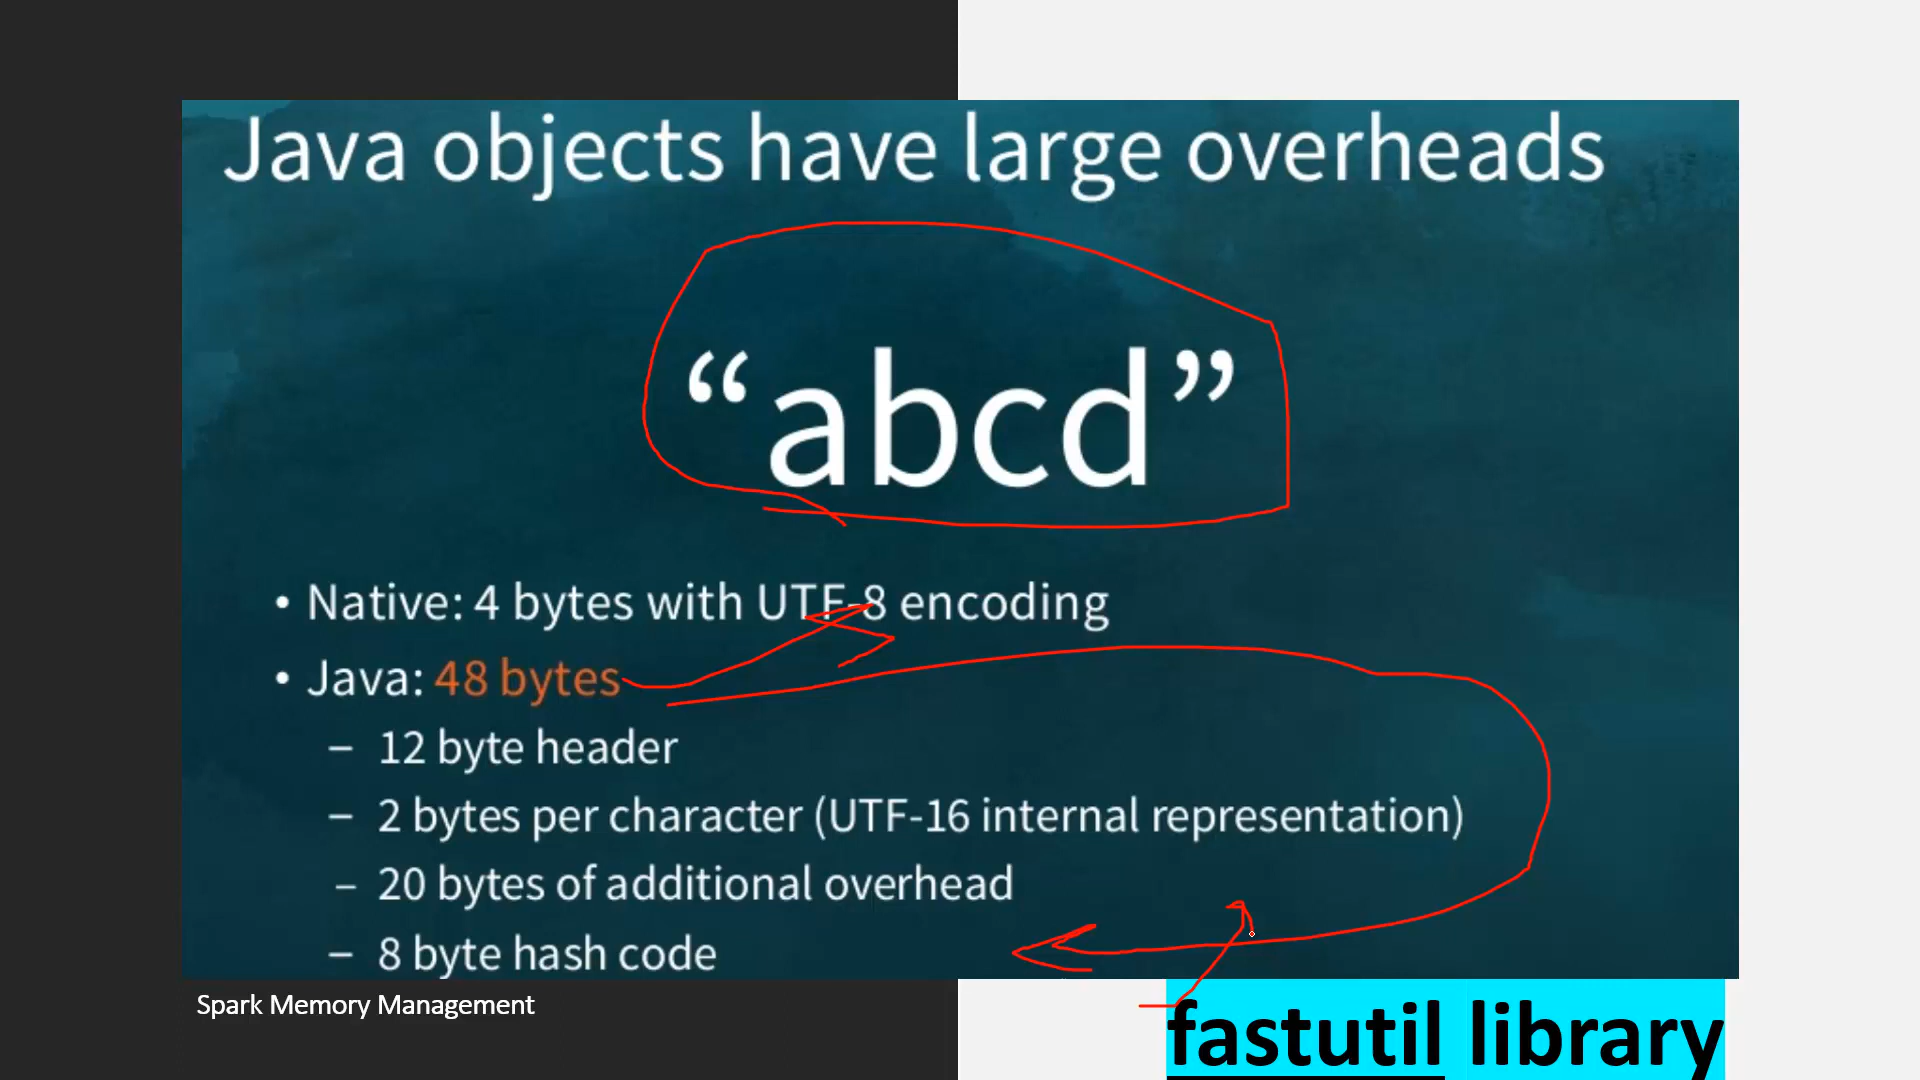 Java objects have large overheads
“abcd”
• Native: 4 bytes with UTF-8 encoding
• Java: 48 bytes
– 12 byte header
– 2 bytes per character (UTF-16 internal representation)
– 20 bytes of additional overhead
– 8 byte hash code
Spark Memory Management
fastutil library